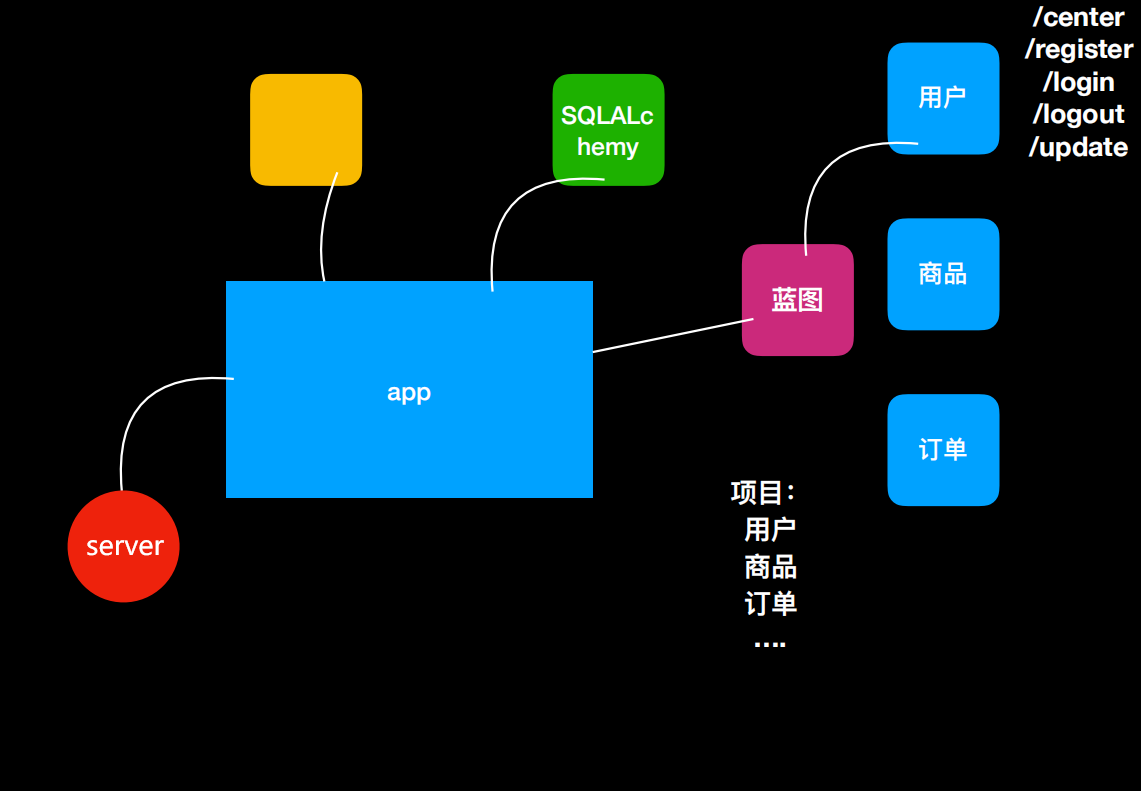 /center
/register
/login
/logout
/update
用户
SQLALc
hemy
商品
蓝图
app
订单
项目：
用户
商品
订单
....
server